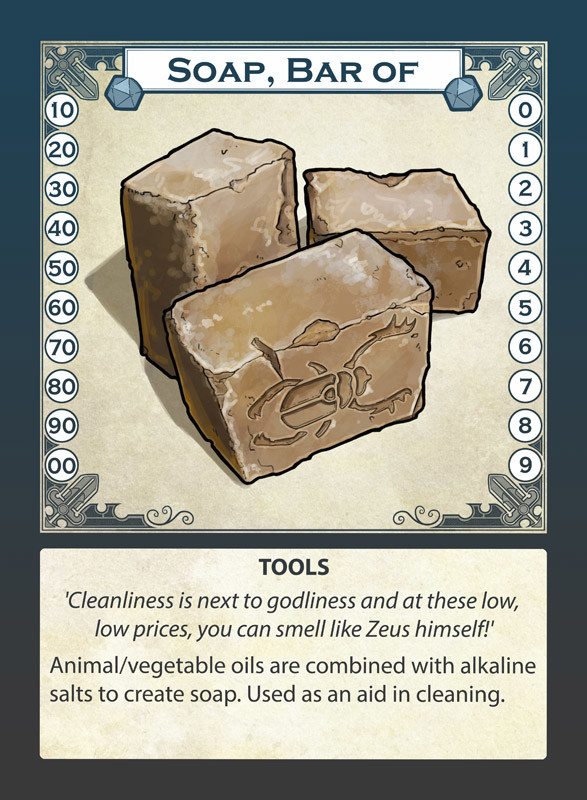 SOAP, BAR OF
10 0
20 1
30 2
40 3
50 4
60 5
70 6
80 7
90 8
00 9
TOOLS
'Cleanliness is next to godliness and at these low,
low prices, you can smell like Zeus himself!'
Animal/vegetable oils are combined with alkaline
salts to create soap. Used as an aid in cleaning.